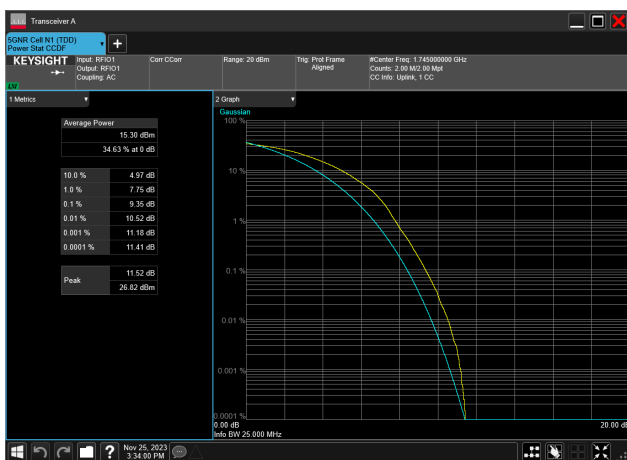 Transceiver A
5GNR Cell N1 (TDD)
Power Stat CCDF
KEYSIGHT
Input: RFIO1
Output: RFIO1
Coupling: AC
Corr CCorr
Range: 20 dBm
Trig: Prot Frame
Aligned
#Center Freq: 1.745000000 GHz
Counts: 2.00 M/2.00 Mpt
CC Info: Uplink, 1 CC
1 Metrics
Average Power
15.30 dBm
34.63 % at 0 dB
10.0 % 4.97 dB
1.0 % 7.75 dB
0.1 % 9.35 dB
0.01 % 10.52 dB
0.001 % 11.18 dB
0.0001 % 11.41 dB
Peak
11.52 dB
26.82 dBm
2 Graph
Gaussian
100 %
10 %
1 %
0.1 %
0.01 %
0.001 %
0.0001 %
0.00 dB
20.00 dB
Info BW 25.000 MHz
Nov 25, 2023
3:34:00 PM